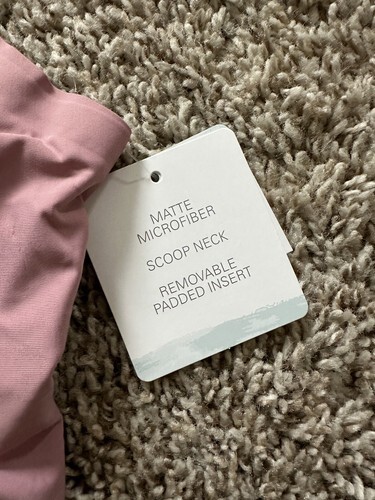 MATTE
MICROFIBER
SCOOP NECK
REMOVABLE
PADDED INSERT